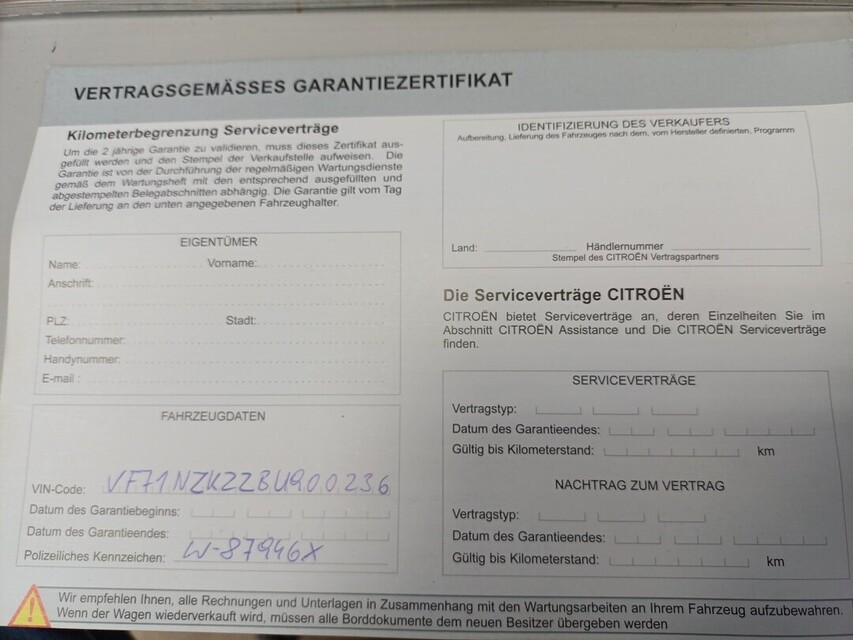 VERTRAGSGEMÄSSES GARANTIEZERTIFIKAT
Kilometerbegrenzung Serviceverträge
Um die 2 jährige Garantie zu validieren, muss dieses Zertifikat aus-
gefüllt werden und den Stempel der Verkaufstelle aufweisen. Die
Garantie ist von der Durchführung der regelmäßigen Wartungsdienste
gemäß dem Wartungsheft mit den entsprechend ausgefüllten und
abgestempelten Belegabschnitten abhängig. Die Garantie gilt vom Tag
der Lieferung an den unten angegebenen Fahrzeughalter.
EIGENTÜMER
Name: Vorname:
Anschrift:
PLZ: Stadt:
Telefonnummer:
Handynummer:
E-mail :
FAHRZEUGDATEN
VIN-Code: VF71NZKZZBU900236
Datum des Garantiebeginns:
Datum des Garantieendes:
Polizeiliches Kennzeichen: W-87946X
IDENTIFIZIERUNG DES VERKAUFERS
Aufbereitung, Lieferung des Fahrzeuges nach dem, vom Hersteller definierten, Programm
Land: Händlernummer
Stempel des CITROËN Vertragspartners
Die Serviceverträge CITROËN
CITROËN bietet Serviceverträge an, deren Einzelheiten Sie im
Abschnitt CITROËN Assistance und Die CITROËN Serviceverträge
finden.
SERVICEVERTRÄGE
Vertragstyp:
Datum des Garantieendes:
Gültig bis Kilometerstand: km
NACHTRAG ZUM VERTRAG
Vertragstyp:
Datum des Garantieendes:
Gültig bis Kilometerstand: km
Wir empfehlen Ihnen, alle Rechnungen und Unterlagen in Zusammenhang mit den Wartungsarbeiten an Ihrem Fahrzeug aufzubewahren.
Wenn der Wagen wiederverkauft wird, müssen alle Borddokumente dem neuen Besitzer übergeben werden